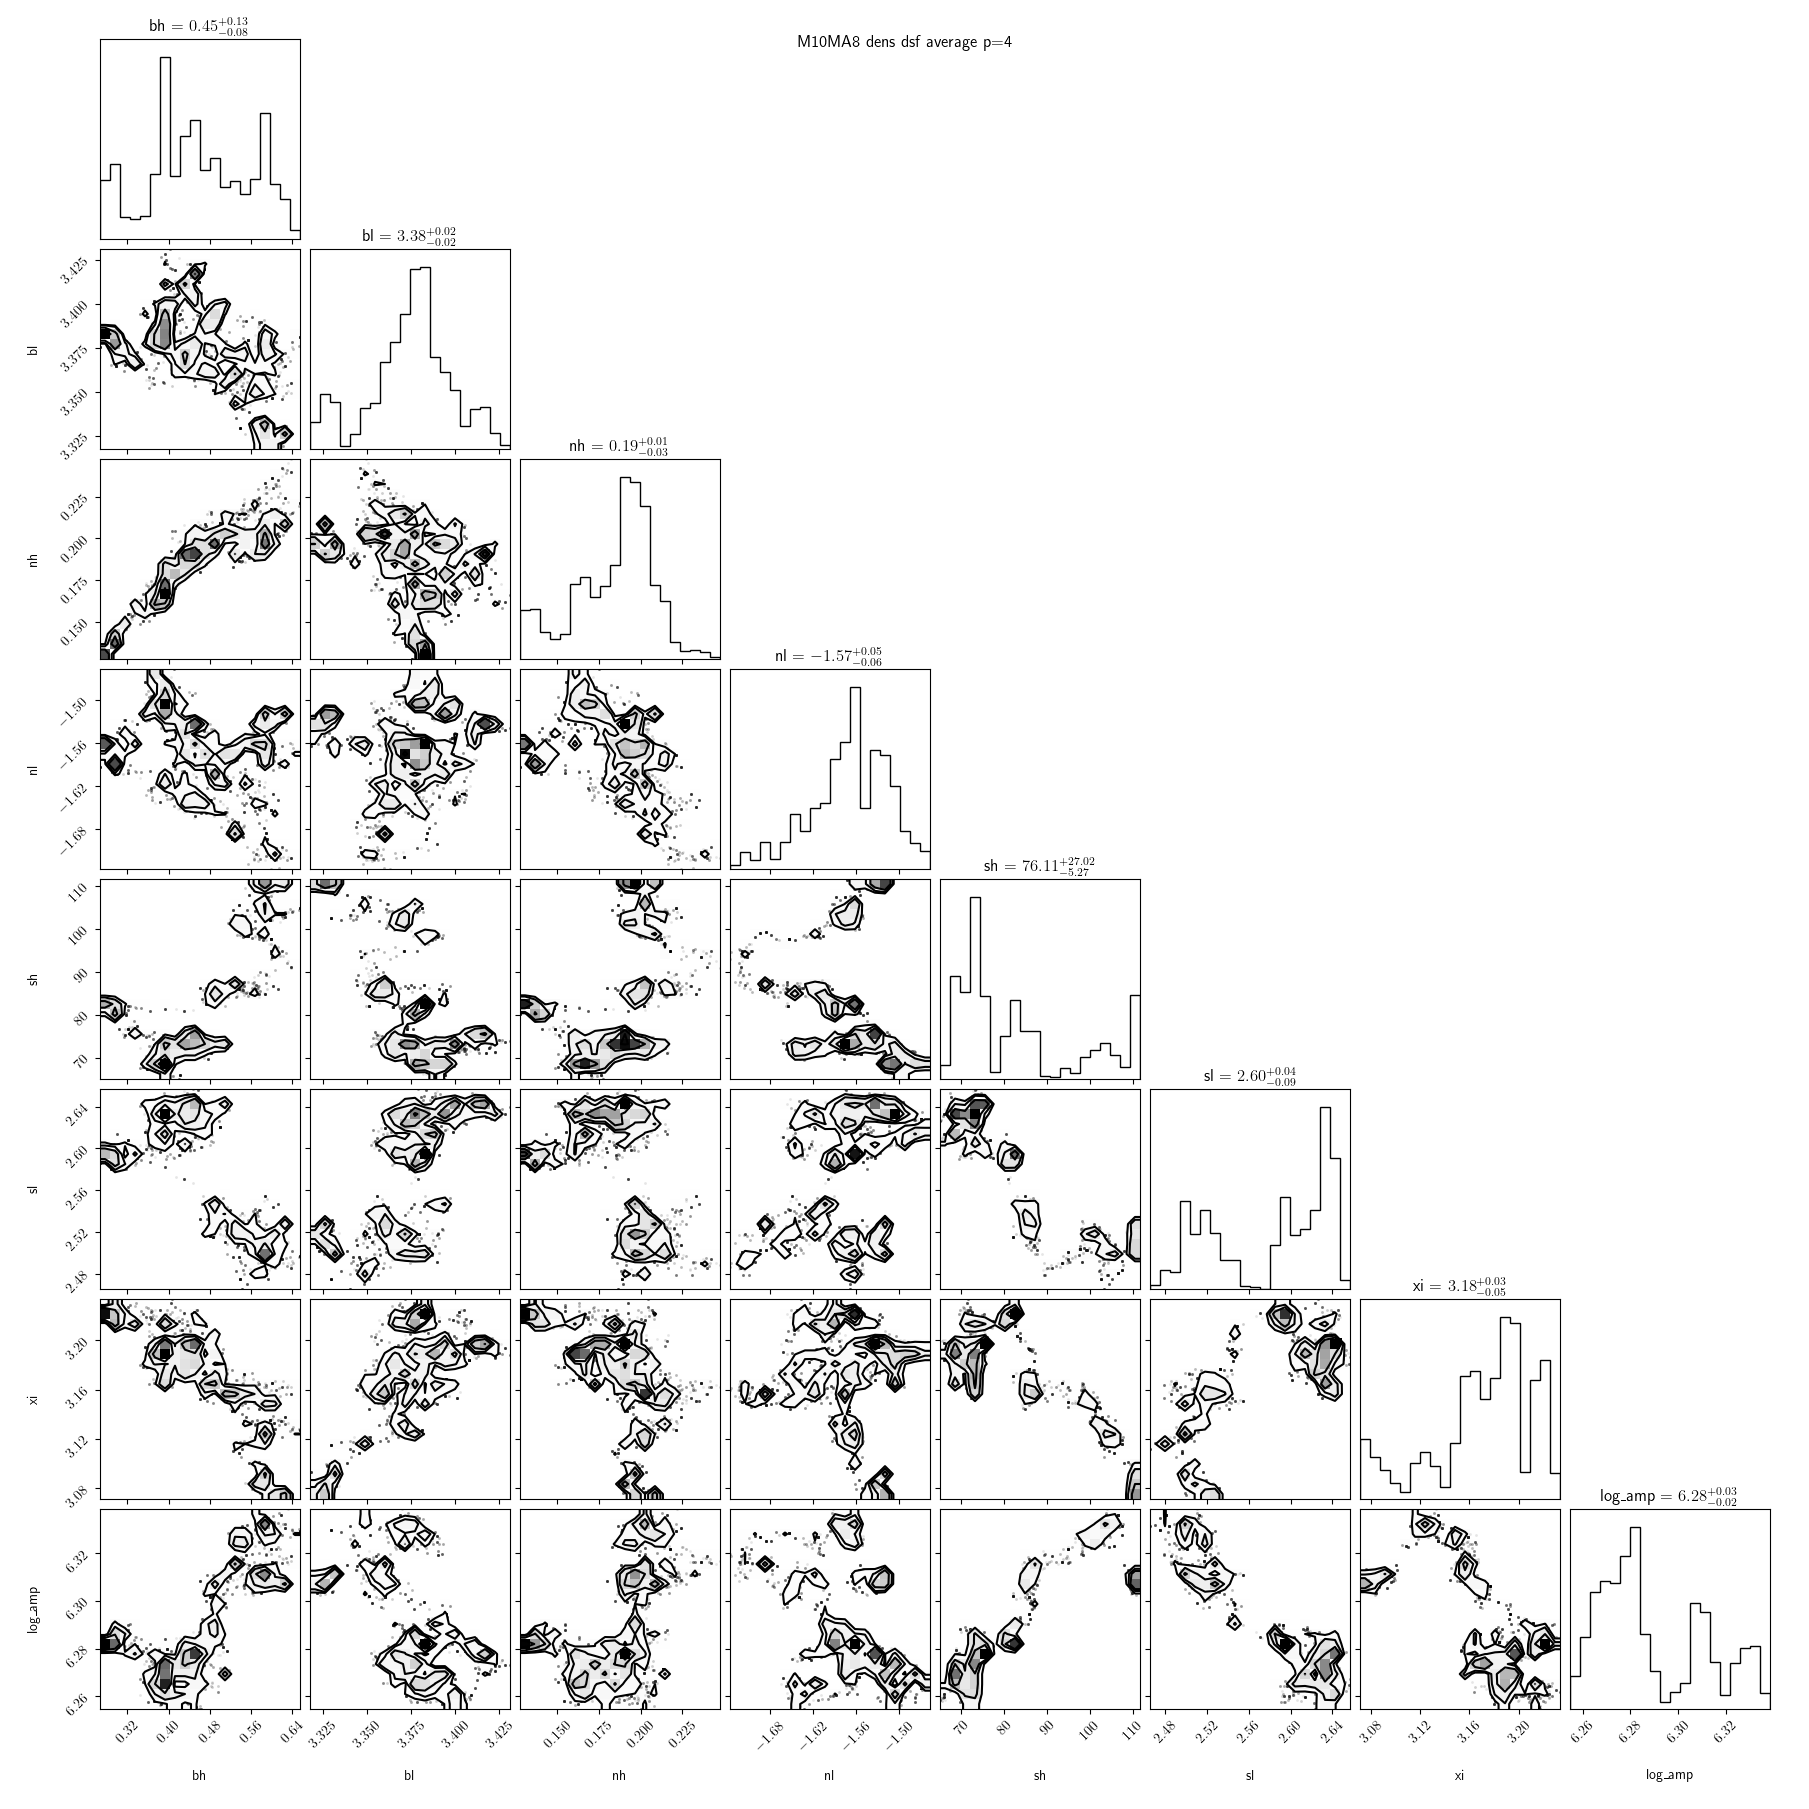 M10MA8 dens dsf average p=4
bh = 0.45+0.13−0.08
bl = 3.38+0.02−0.02
nh = 0.19+0.01−0.03
nl = −1.57+0.05−0.06
sh = 76.11+27.02−5.27
sl = 2.60+0.04−0.09
xi = 3.18+0.03−0.05
log_amp = 6.28+0.03−0.02
bl
3.425
3.400
3.375
3.350
3.325
nh
0.225
0.200
0.175
0.150
nl
−1.50
−1.56
−1.62
−1.68
sh
110
100
90
80
70
sl
2.64
2.60
2.56
2.52
2.48
xi
3.20
3.16
3.12
3.08
log_amp
6.32
6.30
6.28
6.26
0.32 0.40 0.48 0.56 0.64
3.325 3.350 3.375 3.400 3.425
0.150 0.175 0.200 0.225
−1.68 −1.62 −1.56 −1.50
70 80 90 100 110
2.48 2.52 2.56 2.60 2.64
3.08 3.12 3.16 3.20
6.26 6.28 6.30 6.32
bh bl nh nl sh sl xi log_amp